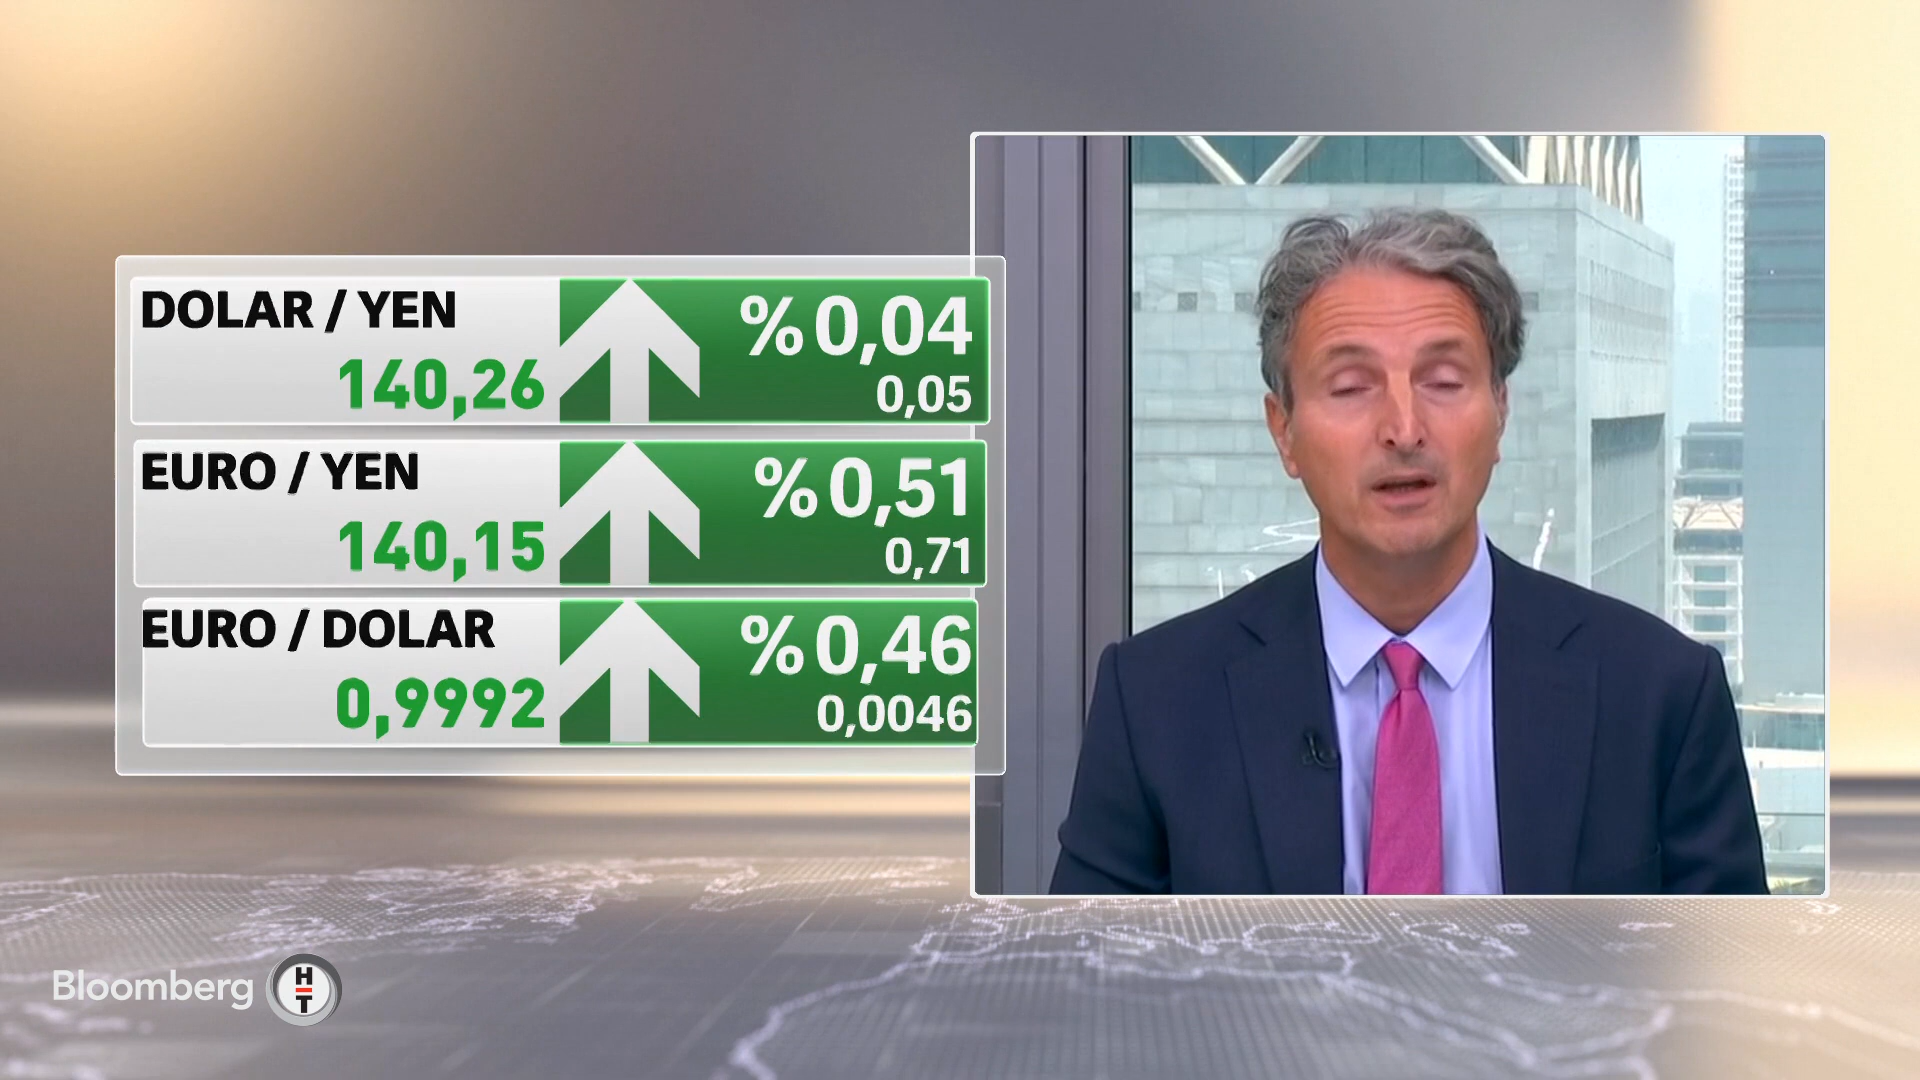 DOLAR / YEN
140,26
%0,04
0,05
EURO / YEN
140,15
%0,51
0,71
EURO / DOLAR
0,9992
%0,46
0,0046
Bloomberg HT